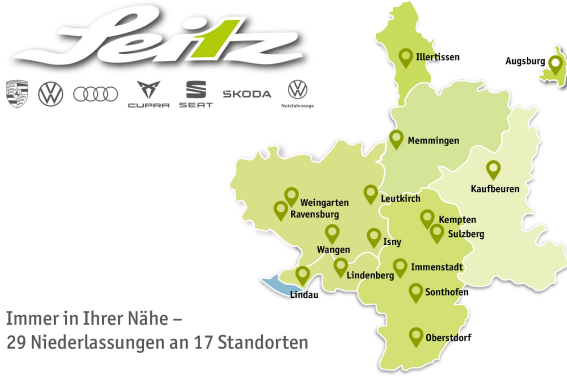 Seitz
CUPRA
SEAT
SKODA
Nutzfahrzeuge
Illertissen
Augsburg
Memmingen
Kaufbeuren
Leutkirch
Weingarten
Ravensburg
Kempten
Sulzberg
Wangen
Isny
Lindenberg
Immenstadt
Lindau
Sonthofen
Oberstdorf
Immer in Ihrer Nähe –
29 Niederlassungen an 17 Standorten